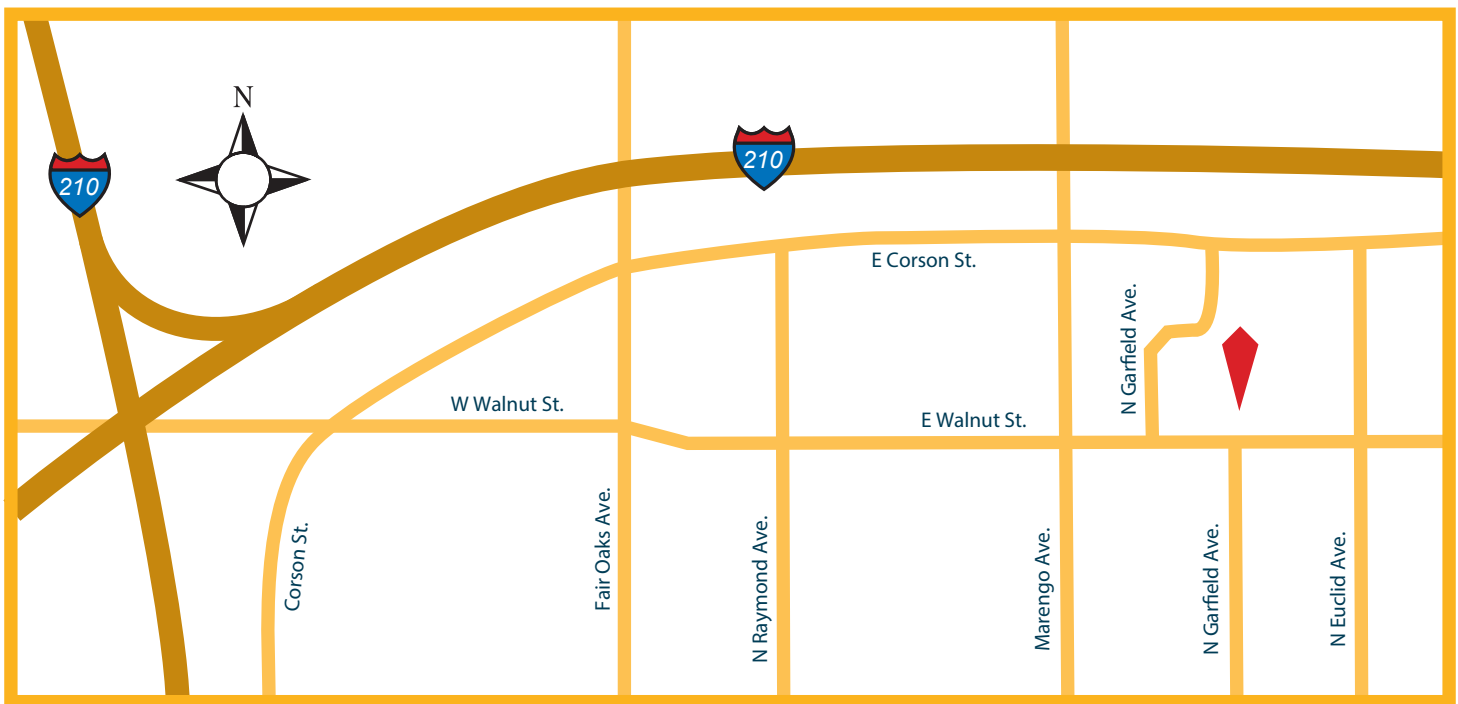 N
210
210
E Corson St.
N Garfield Ave.
W Walnut St.
E Walnut St.
Corson St.
Fair Oaks Ave.
N Raymond Ave.
Marengo Ave.
N Garfield Ave.
N Euclid Ave.